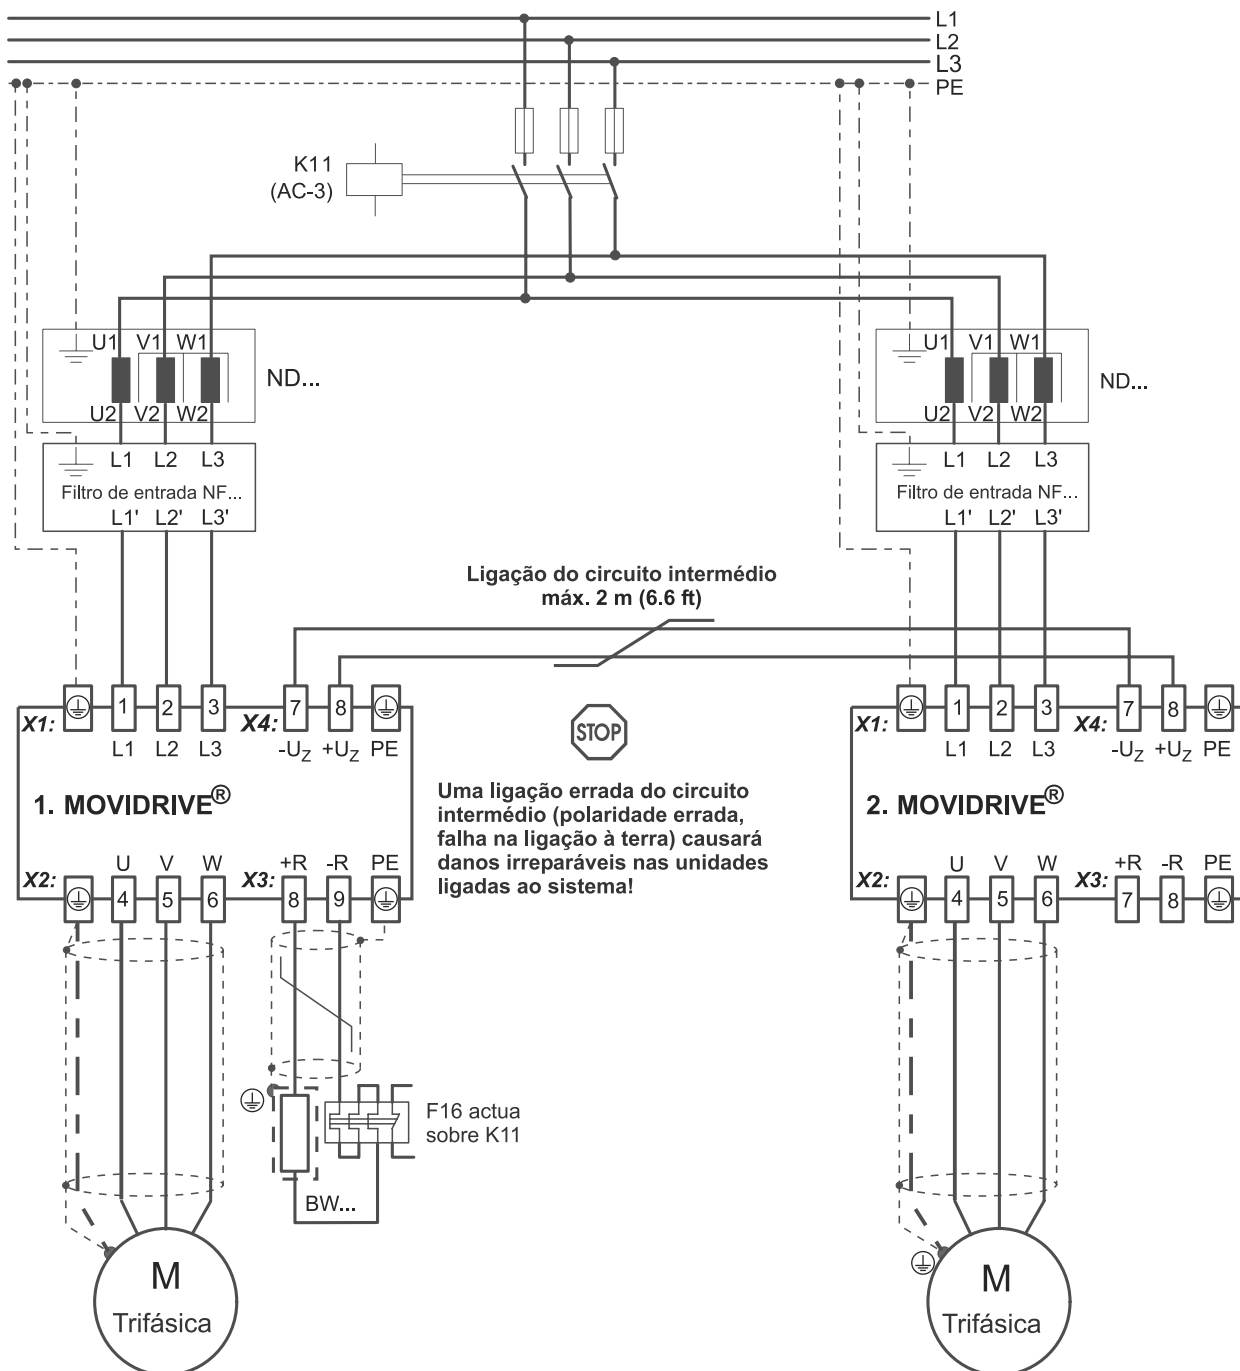 L1
L2
L3
PE
K11
(AC-3)
U1 V1 W1
ND...
U2 V2 W2
U1 V1 W1
ND...
U2 V2 W2
L1 L2 L3
Filtro de entrada NF...
L1' L2' L3'
L1 L2 L3
Filtro de entrada NF...
L1' L2' L3'
Ligação do circuito intermédio
máx. 2 m (6.6 ft)
X1: 1 2 3 X4: 7 8
L1 L2 L3 -UZ +UZ PE
1. MOVIDRIVE®
U V W +R -R PE
X2: 4 5 6 X3: 8 9
STOP
Uma ligação errada do circuito
intermédio (polaridade errada,
falha na ligação à terra) causará
danos irreparáveis nas unidades
ligadas ao sistema!
X1: 1 2 3 X4: 7 8
L1 L2 L3 -UZ +UZ PE
2. MOVIDRIVE®
U V W +R -R PE
X2: 4 5 6 X3: 7 8
F16 actua
sobre K11
BW...
M
Trifásica
M
Trifásica